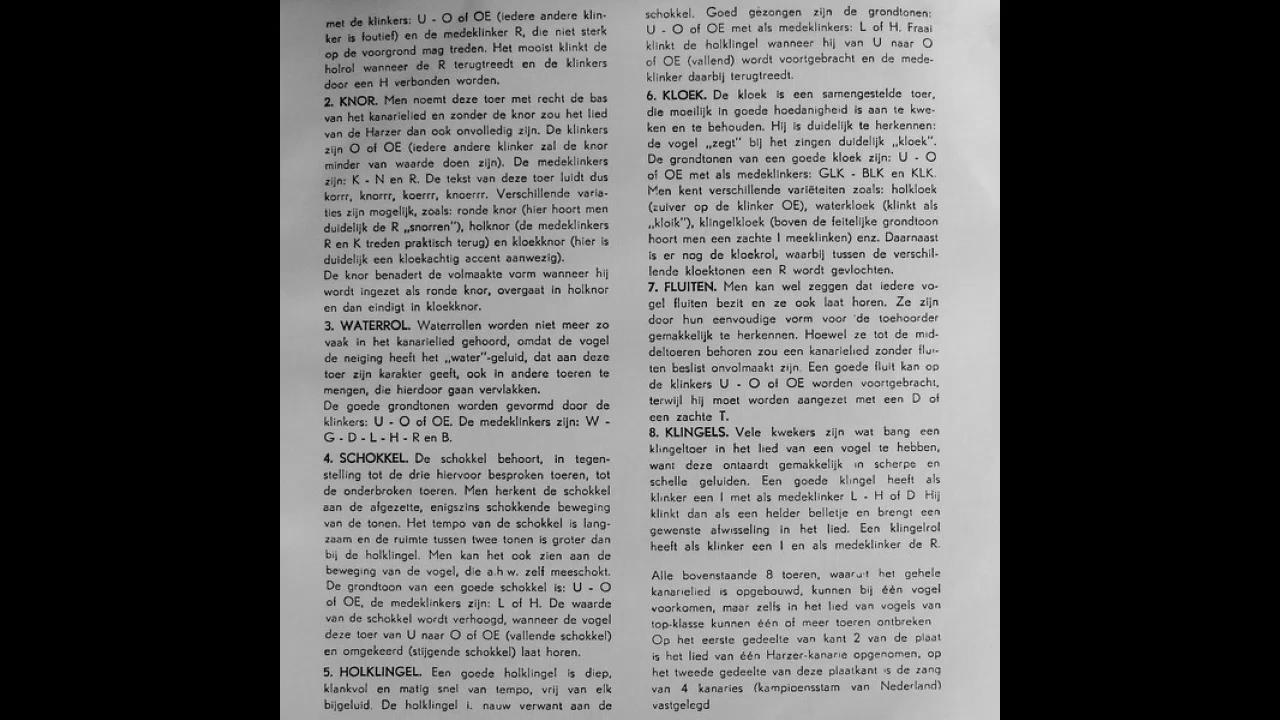 met de klinkers: U - O of OE (iedere andere klin-
ker is foutief) en de medeklinker R, die niet sterk
op de voorgrond mag treden. Het mooist klinkt de
holrol wanneer de R terugtreedt en de klinkers
door een H verbonden worden.
2. KNOR. Men noemt deze toer met recht de bas
van het kanarielied en zonder de knor zou het lied
van de Harzer dan ook onvolledig zijn. De klinkers
zijn O of OE (iedere andere klinker zal de knor
minder van waarde doen zijn). De medeklinkers
zijn: K - N en R. De tekst van deze toer luidt dus
korrr, knorrr, koerrr, knoerrr. Verschillende varia-
ties zijn mogelijk, zoals: ronde knor (hier hoort men
duidelijk de R „snorren”), holknor (de medeklinkers
R en K treden praktisch terug) en kloekknor (hier is
duidelijk een kloekachtig accent aanwezig).
De knor benadert de volmaakte vorm wanneer hij
wordt ingezet als ronde knor, overgaat in holknor
en dan eindigt in kloekknor.
3. WATERROL. Waterrollen worden niet meer zo
vaak in het kanarielied gehoord, omdat de vogel
de neiging heeft het „water”-geluid, dat aan deze
toer zijn karakter geeft, ook in andere toeren te
mengen, die hierdoor gaan vervlakken.
De goede grondtonen worden gevormd door de
klinkers: U - O of OE. De medeklinkers zijn: W -
G - D - L - H - R en B.
4. SCHOKKEL. De schokkel behoort, in tegen-
stelling tot de drie hiervoor besproken toeren, tot
de onderbroken toeren. Men herkent de schokkel
aan de afgezette, enigszins schokkende beweging
van de tonen. Het tempo van de schokkel is lang-
zaam en de ruimte tussen twee tonen is groter dan
bij de holklingel. Men kan het ook zien aan de
beweging van de vogel, die a.h.w. zelf meeschokt.
De grondtoon van een goede schokkel is: U - O
of OE, de medeklinkers zijn: L of H. De waarde
van de schokkel wordt verhoogd, wanneer de vogel
deze toer van U naar O of OE (vallende schokkel)
en omgekeerd (stijgende schokkel) laat horen.
5. HOLKLINGEL. Een goede holklingel is diep,
klankvol en matig snel van tempo, vrij van elk
bijgeluid. De holklingel i. nauw verwant aan de
schokkel. Goed gezongen zijn de grondtonen:
U - O of OE met als medeklinkers: L of H. Fraai
klinkt de holklingel wanneer hij van U naar O
of OE (vallend) wordt voortgebracht en de mede-
klinker daarbij terugtreedt.
6. KLOEK. De kloek is een samengestelde toer,
die moeilijk in goede hoedanigheid is aan te kwe-
ken en te behouden. Hij is duidelijk te herkennen:
de vogel „zegt” bij het zingen duidelijk „kloek”.
De grondtonen van een goede kloek zijn: U - O
of OE met als medeklinkers: GLK - BLK en KLK.
Men kent verschillende variëteiten zoals: holkloek
(zuiver op de klinker OE), waterkloek (klinkt als
„kloik”), klingelkloek (boven de feitelijke grondtoon
hoort men een zachte I meeklinken) enz. Daarnaast
is er nog de kloekrol, waarbij tussen de verschil-
lende kloektonen een R wordt gevlochten.
7. FLUITEN. Men kan wel zeggen dat iedere vo-
gel fluiten bezit en ze ook laat horen. Ze zijn
door hun eenvoudige vorm voor de toehoorder
gemakkelijk te herkennen. Hoewel ze tot de mid-
deltoeren behoren zou een kanarielied zonder flui-
ten beslist onvolmaakt zijn. Een goede fluit kan op
de klinkers U - O of OE worden voortgebracht,
terwijl hij moet worden aangezet met een D of
een zachte T.
8. KLINGELS. Vele kwekers zijn wat bang een
klingeltoer in het lied van een vogel te hebben,
want deze ontaardt gemakkelijk in scherpe en
schelle geluiden. Een goede klingel heeft als
klinker een I met als medeklinker L - H of D Hij
klinkt dan als een helder belletje en brengt een
gewenste afwisseling in het lied. Een klingelrol
heeft als klinker een I en als medeklinker de R.
Alle bovenstaande 8 toeren, waaruit het gehele
kanarielied is opgebouwd, kunnen bij één vogel
voorkomen, maar zelfs in het lied van vogels van
top-klasse kunnen één of meer toeren ontbreken
Op het eerste gedeelte van kant 2 van de plaat
is het lied van één Harzer-kanarie opgenomen, op
het tweede gedeelte van deze plaatkant is de zang
van 4 kanaries (kampioensstam van Nederland)
vastgelegd